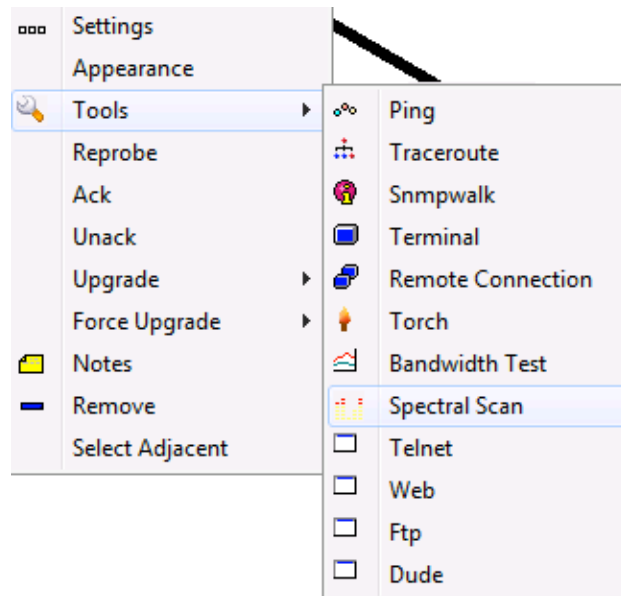 Settings
Appearance
Tools
Reprobe
Ack
Unack
Upgrade
Force Upgrade
Notes
Remove
Select Adjacent
Ping
Traceroute
Snmpwalk
Terminal
Remote Connection
Torch
Bandwidth Test
Spectral Scan
Telnet
Web
Ftp
Dude